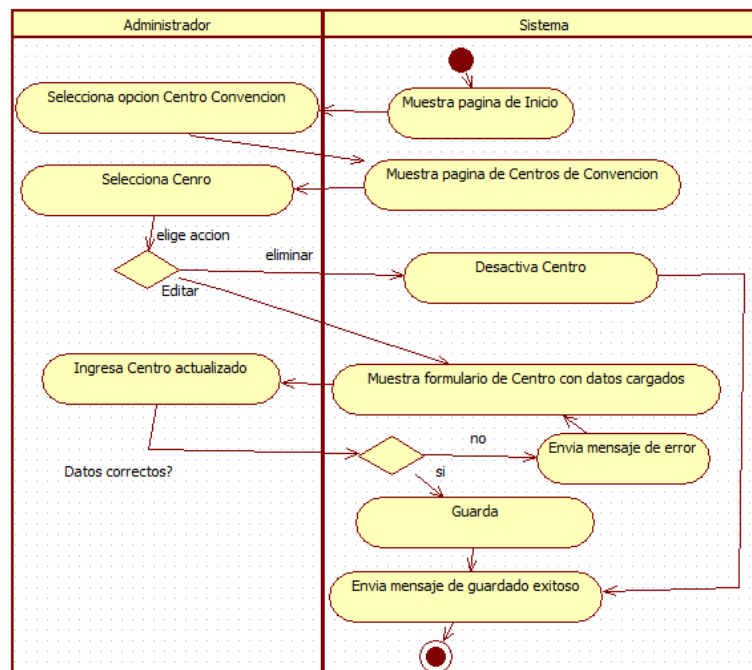 Administrador
Sistema
Muestra pagina de Inicio
Selecciona opcion Centro Convencion
Muestra pagina de Centros de Convencion
Selecciona Cenro
elige accion
eliminar
Desactiva Centro
Editar
Muestra formulario de Centro con datos cargados
Ingresa Centro actualizado
Datos correctos?
no
Envia mensaje de error
si
Guarda
Envia mensaje de guardado exitoso